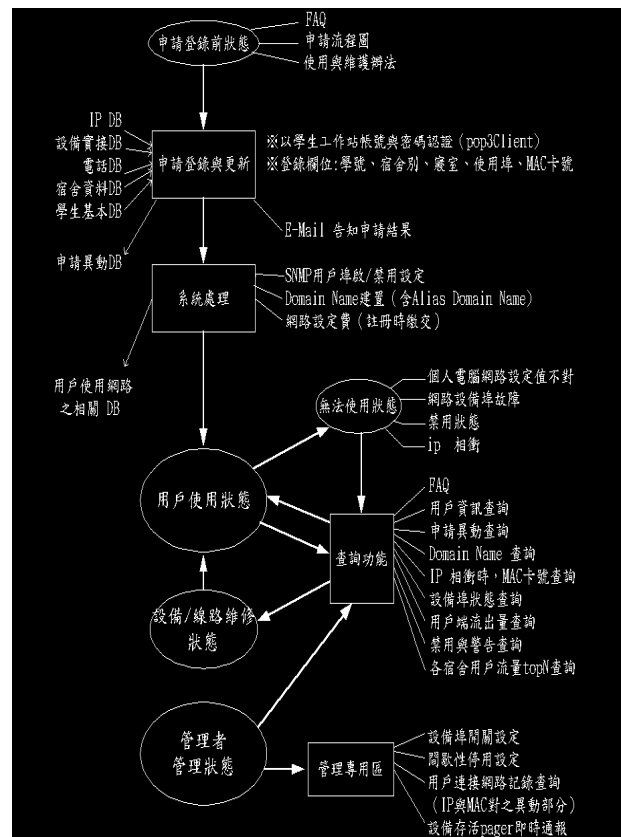 申請登錄前狀態
FAQ
申請流程圖
使用與維護辦法
IP DB
設備實接DB
電話DB
宿舍資料DB
學生基本DB
申請異動DB
申請登錄與更新
※以學生工作站帳號與密碼認證（pop3Client）
※登錄欄位:學號、宿舍別、寢室、使用埠、MAC卡號
E-Mail 告知申請結果
系統處理
SNMP用戶埠啟/禁用設定
Domain Name建置（含Alias Domain Name）
網路設定費（註冊時繳交）
用戶使用網路
之相關 DB
無法使用狀態
個人電腦網路設定值不對
網路設備埠故障
禁用狀態
ip 相衝
用戶使用狀態
查詢功能
FAQ
用戶資訊查詢
申請異動查詢
Domain Name 查詢
IP 相衝時，MAC卡號查詢
設備埠狀態查詢
用戶端流出量查詢
禁用與警告查詢
各宿舍用戶流量topN查詢
設備/線路維修
狀態
管理者
管理狀態
管理專用區
設備埠開關設定
間歇性停用設定
用戶連接網路記錄查詢
（IP與MAC對之異動部分）
設備存活pager即時通報